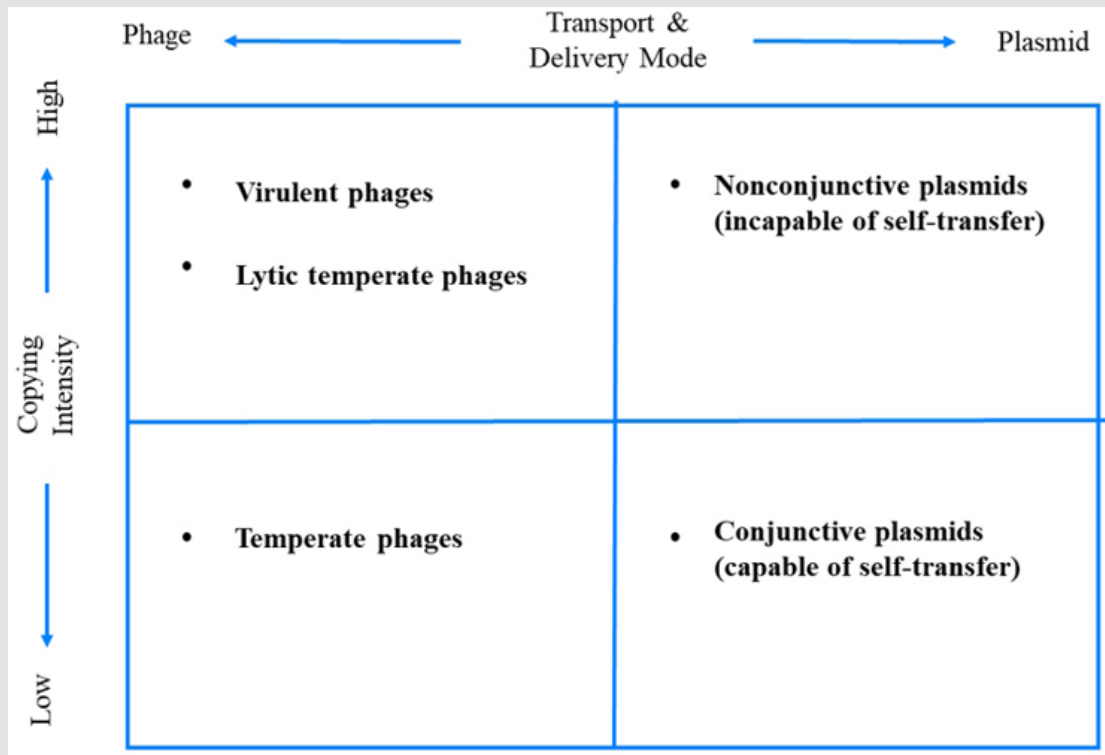 Phage
Transport &
Delivery Mode
Plasmid
High
Copying
Intensity
Low
• Virulent phages
• Lytic temperate phages
• Nonconjunctive plasmids
(incapable of self-transfer)
• Temperate phages
• Conjunctive plasmids
(capable of self-transfer)